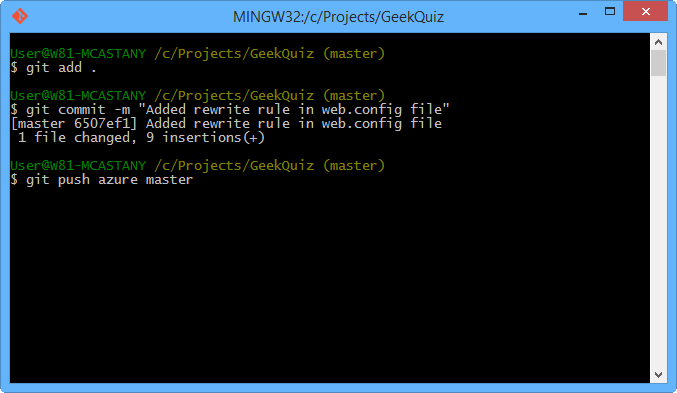 MINGW32:/c/Projects/GeekQuiz
User@W81-MCASTANY /c/Projects/GeekQuiz (master)
$ git add .
User@W81-MCASTANY /c/Projects/GeekQuiz (master)
$ git commit -m "Added rewrite rule in web.config file"
[master 6507ef1] Added rewrite rule in web.config file
 1 file changed, 9 insertions(+)
User@W81-MCASTANY /c/Projects/GeekQuiz (master)
$ git push azure master